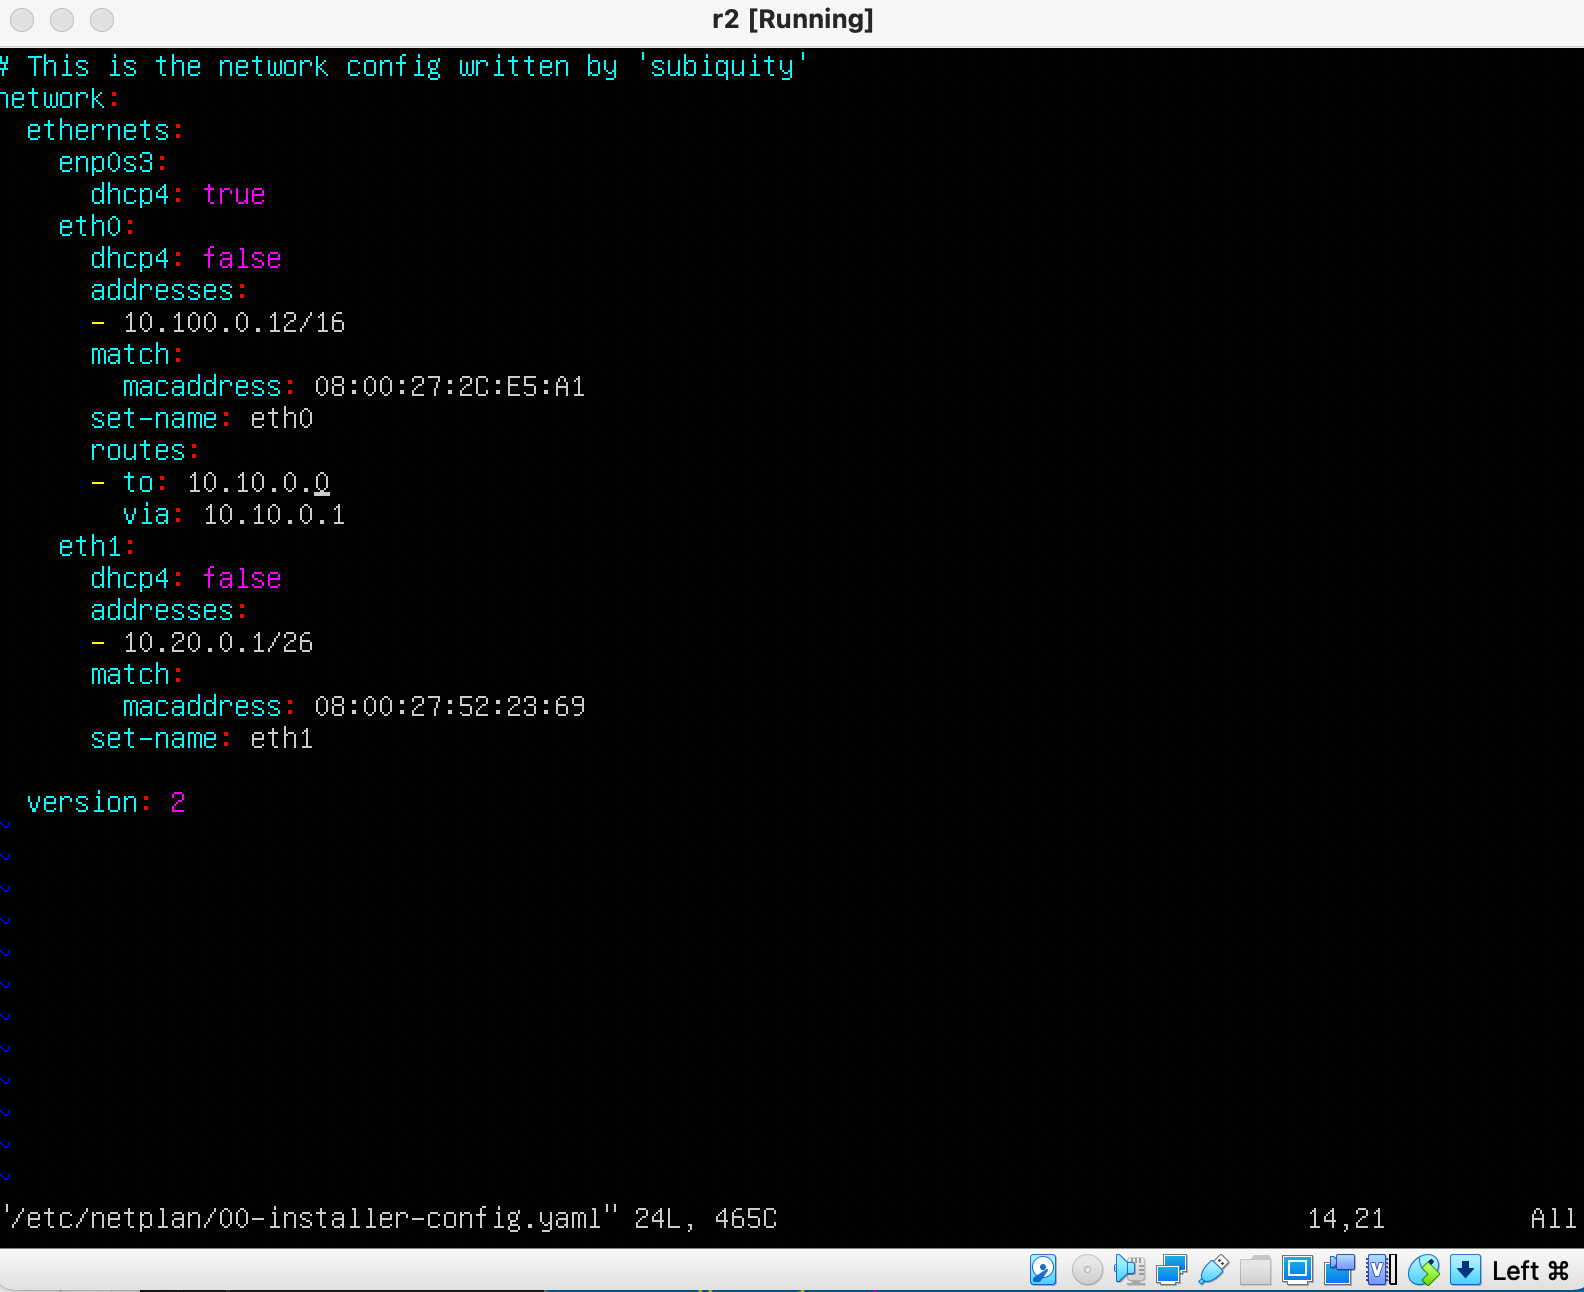 r2 [Running]
# This is the network config written by 'subiquity'
network:
  ethernets:
    enp0s3:
      dhcp4: true
    eth0:
      dhcp4: false
      addresses:
      - 10.100.0.12/16
      match:
        macaddress: 08:00:27:2C:E5:A1
      set-name: eth0
      routes:
      - to: 10.10.0.0
        via: 10.10.0.1
    eth1:
      dhcp4: false
      addresses:
      - 10.20.0.1/26
      match:
        macaddress: 08:00:27:52:23:69
      set-name: eth1
  version: 2
~
~
~
~
~
~
~
~
~
~
~
~
"/etc/netplan/00-installer-config.yaml" 24L, 465C 14,21 All
Left ⌘